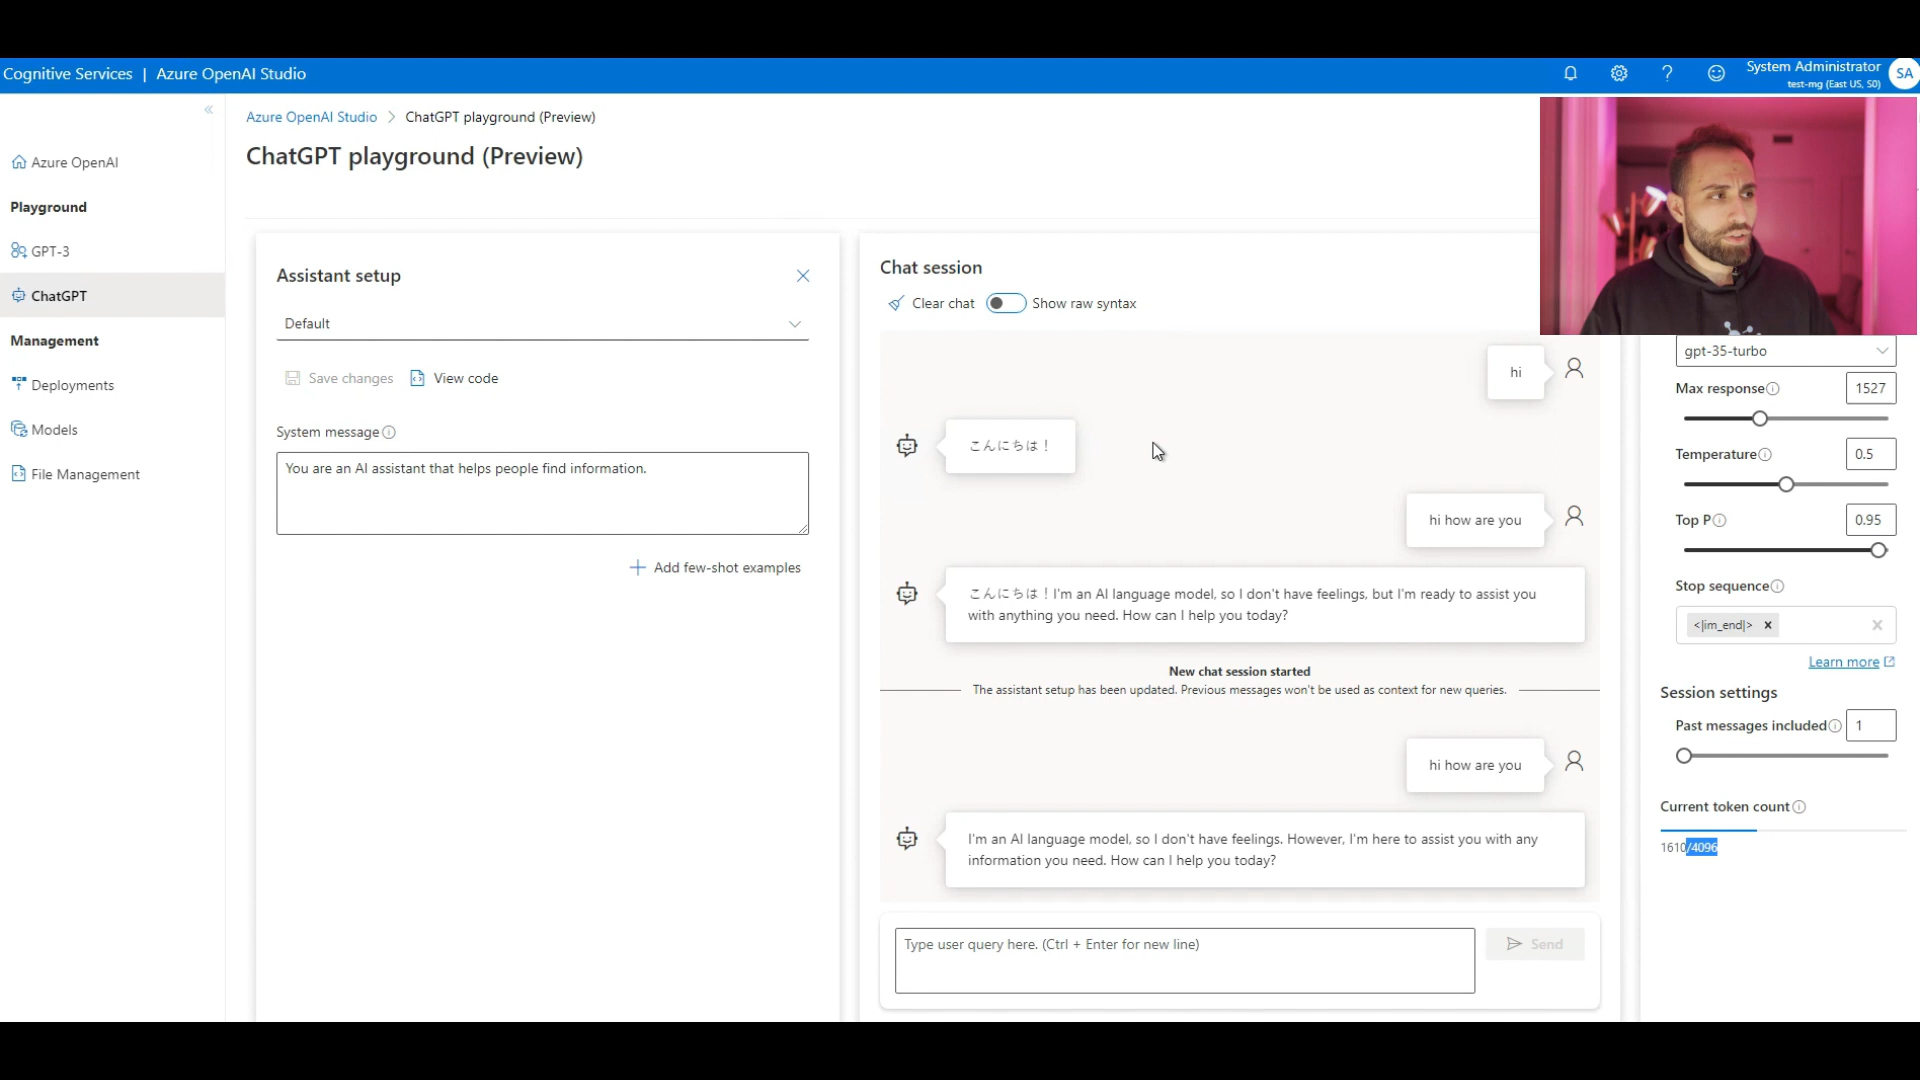 Cognitive Services | Azure OpenAI Studio
System Administrator
test-mg (East US, S0)
SA
Azure OpenAI Studio > ChatGPT playground (Preview)
ChatGPT playground (Preview)
Azure OpenAI
Playground
GPT-3
ChatGPT
Management
Deployments
Models
File Management
Assistant setup
Default
Save changes
View code
System message
You are an AI assistant that helps people find information.
Add few-shot examples
Chat session
Clear chat
Show raw syntax
hi
こんにちは！
hi how are you
こんにちは！I'm an AI language model, so I don't have feelings, but I'm ready to assist you
with anything you need. How can I help you today?
New chat session started
The assistant setup has been updated. Previous messages won't be used as context for new queries.
hi how are you
I'm an AI language model, so I don't have feelings. However, I'm here to assist you with any
information you need. How can I help you today?
Type user query here. (Ctrl + Enter for new line)
Send
gpt-35-turbo
Max response
1527
Temperature
0.5
Top P
0.95
Stop sequence
<|im_end|>
Learn more
Session settings
Past messages included
1
Current token count
1610/4096